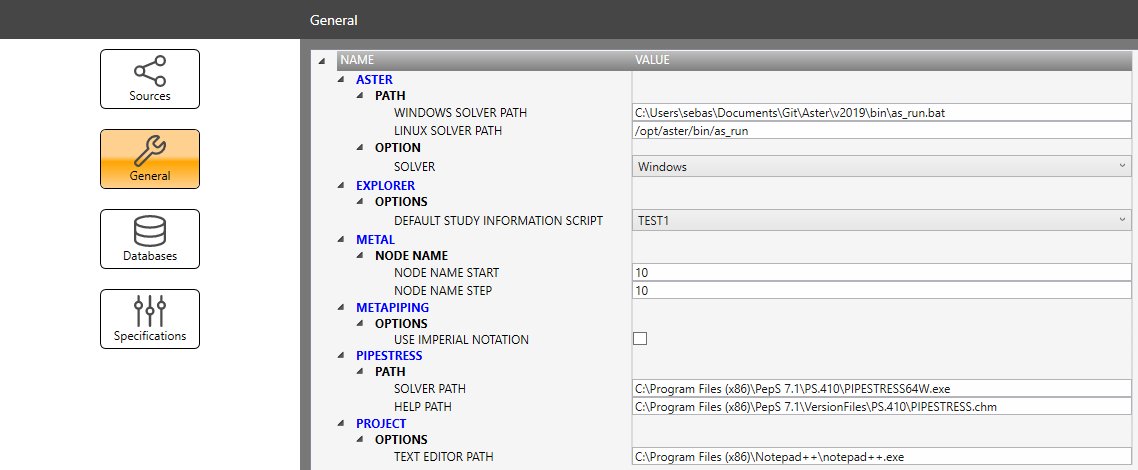 General
Sources
General
Databases
Specifications
NAME VALUE
ASTER
PATH
WINDOWS SOLVER PATH C:\Users\sebas\Documents\Git\Aster\v2019\bin\as_run.bat
LINUX SOLVER PATH /opt/aster/bin/as_run
OPTION
SOLVER Windows
EXPLORER
OPTIONS
DEFAULT STUDY INFORMATION SCRIPT TEST1
METAL
NODE NAME
NODE NAME START 10
NODE NAME STEP 10
METAPIPING
OPTIONS
USE IMPERIAL NOTATION
PIPESTRESS
PATH
SOLVER PATH C:\Program Files (x86)\PepS 7.1\PS.410\PIPESTRESS64W.exe
HELP PATH C:\Program Files (x86)\PepS 7.1\VersionFiles\PS.410\PIPESTRESS.chm
PROJECT
OPTIONS
TEXT EDITOR PATH C:\Program Files (x86)\Notepad++\notepad++.exe